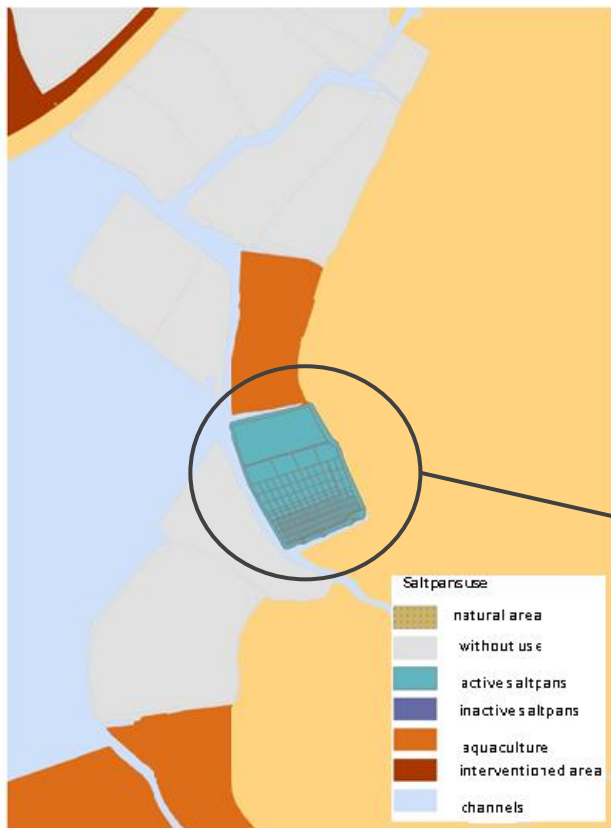 Saltpans use
natural area
without use
active saltpans
inactive saltpans
aquaculture
interventioned area
channels